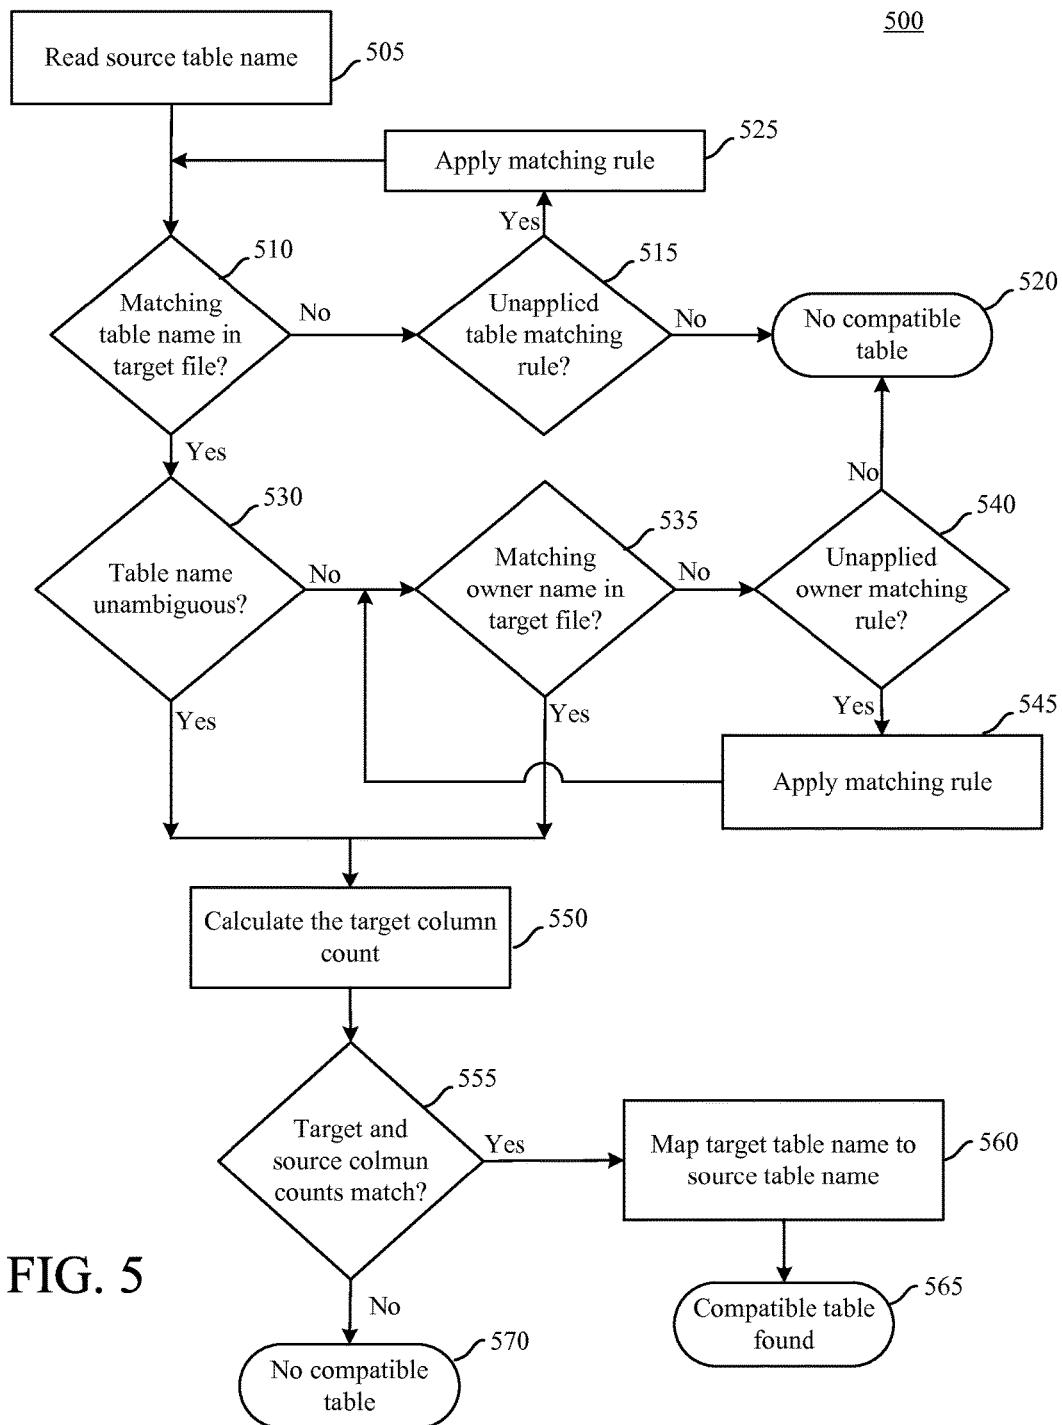 500
Read source table name
505
525
Apply matching rule
Yes
510
Matching
table name in
target file?
No
515
Unapplied
table matching
rule?
No
520
No compatible
table
Yes
No
530
Table name
unambiguous?
No
535
Matching
owner name in
target file?
No
540
Unapplied
owner matching
rule?
Yes
Yes
Yes
545
Apply matching rule
Calculate the target column
count
550
555
Target and
source colmun
counts match?
Yes
Map target table name to
source table name
560
FIG. 5
No
565
Compatible table
found
570
No compatible
table